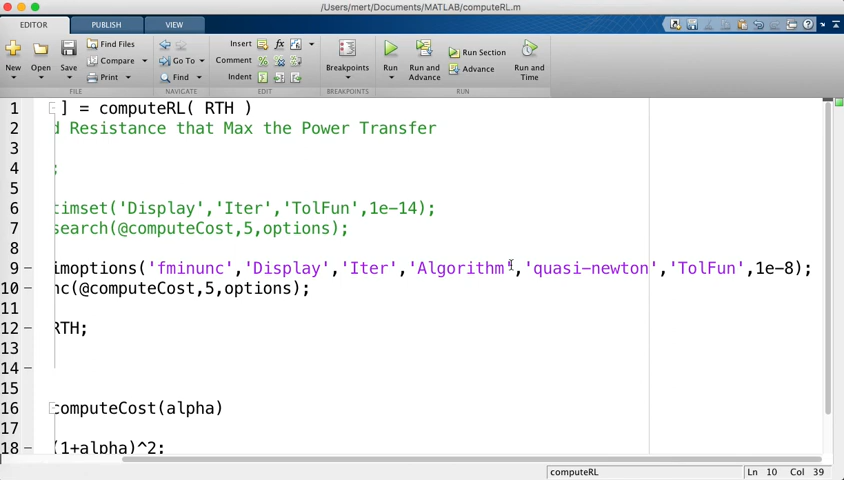 /Users/mert/Documents/MATLAB/computeRL.m
EDITOR PUBLISH VIEW
New Open Save Find Files Compare Print
Go To Find
Insert Comment Indent
Breakpoints
Run Run and Advance Run Section Advance Run and Time
FILE NAVIGATE EDIT BREAKPOINTS RUN
1 ] = computeRL( RTH )
2 d Resistance that Max the Power Transfer
3
4 ;
5
6 timset('Display','Iter','TolFun',1e-14);
7 search(@computeCost,5,options);
8
9 imoptions('fminunc','Display','Iter','Algorithm','quasi-newton','TolFun',1e-8);
10 nc(@computeCost,5,options);
11
12 RTH;
13
14
15
16 computeCost(alpha)
17
18 (1+alpha)^2;
computeRL Ln 10 Col 39